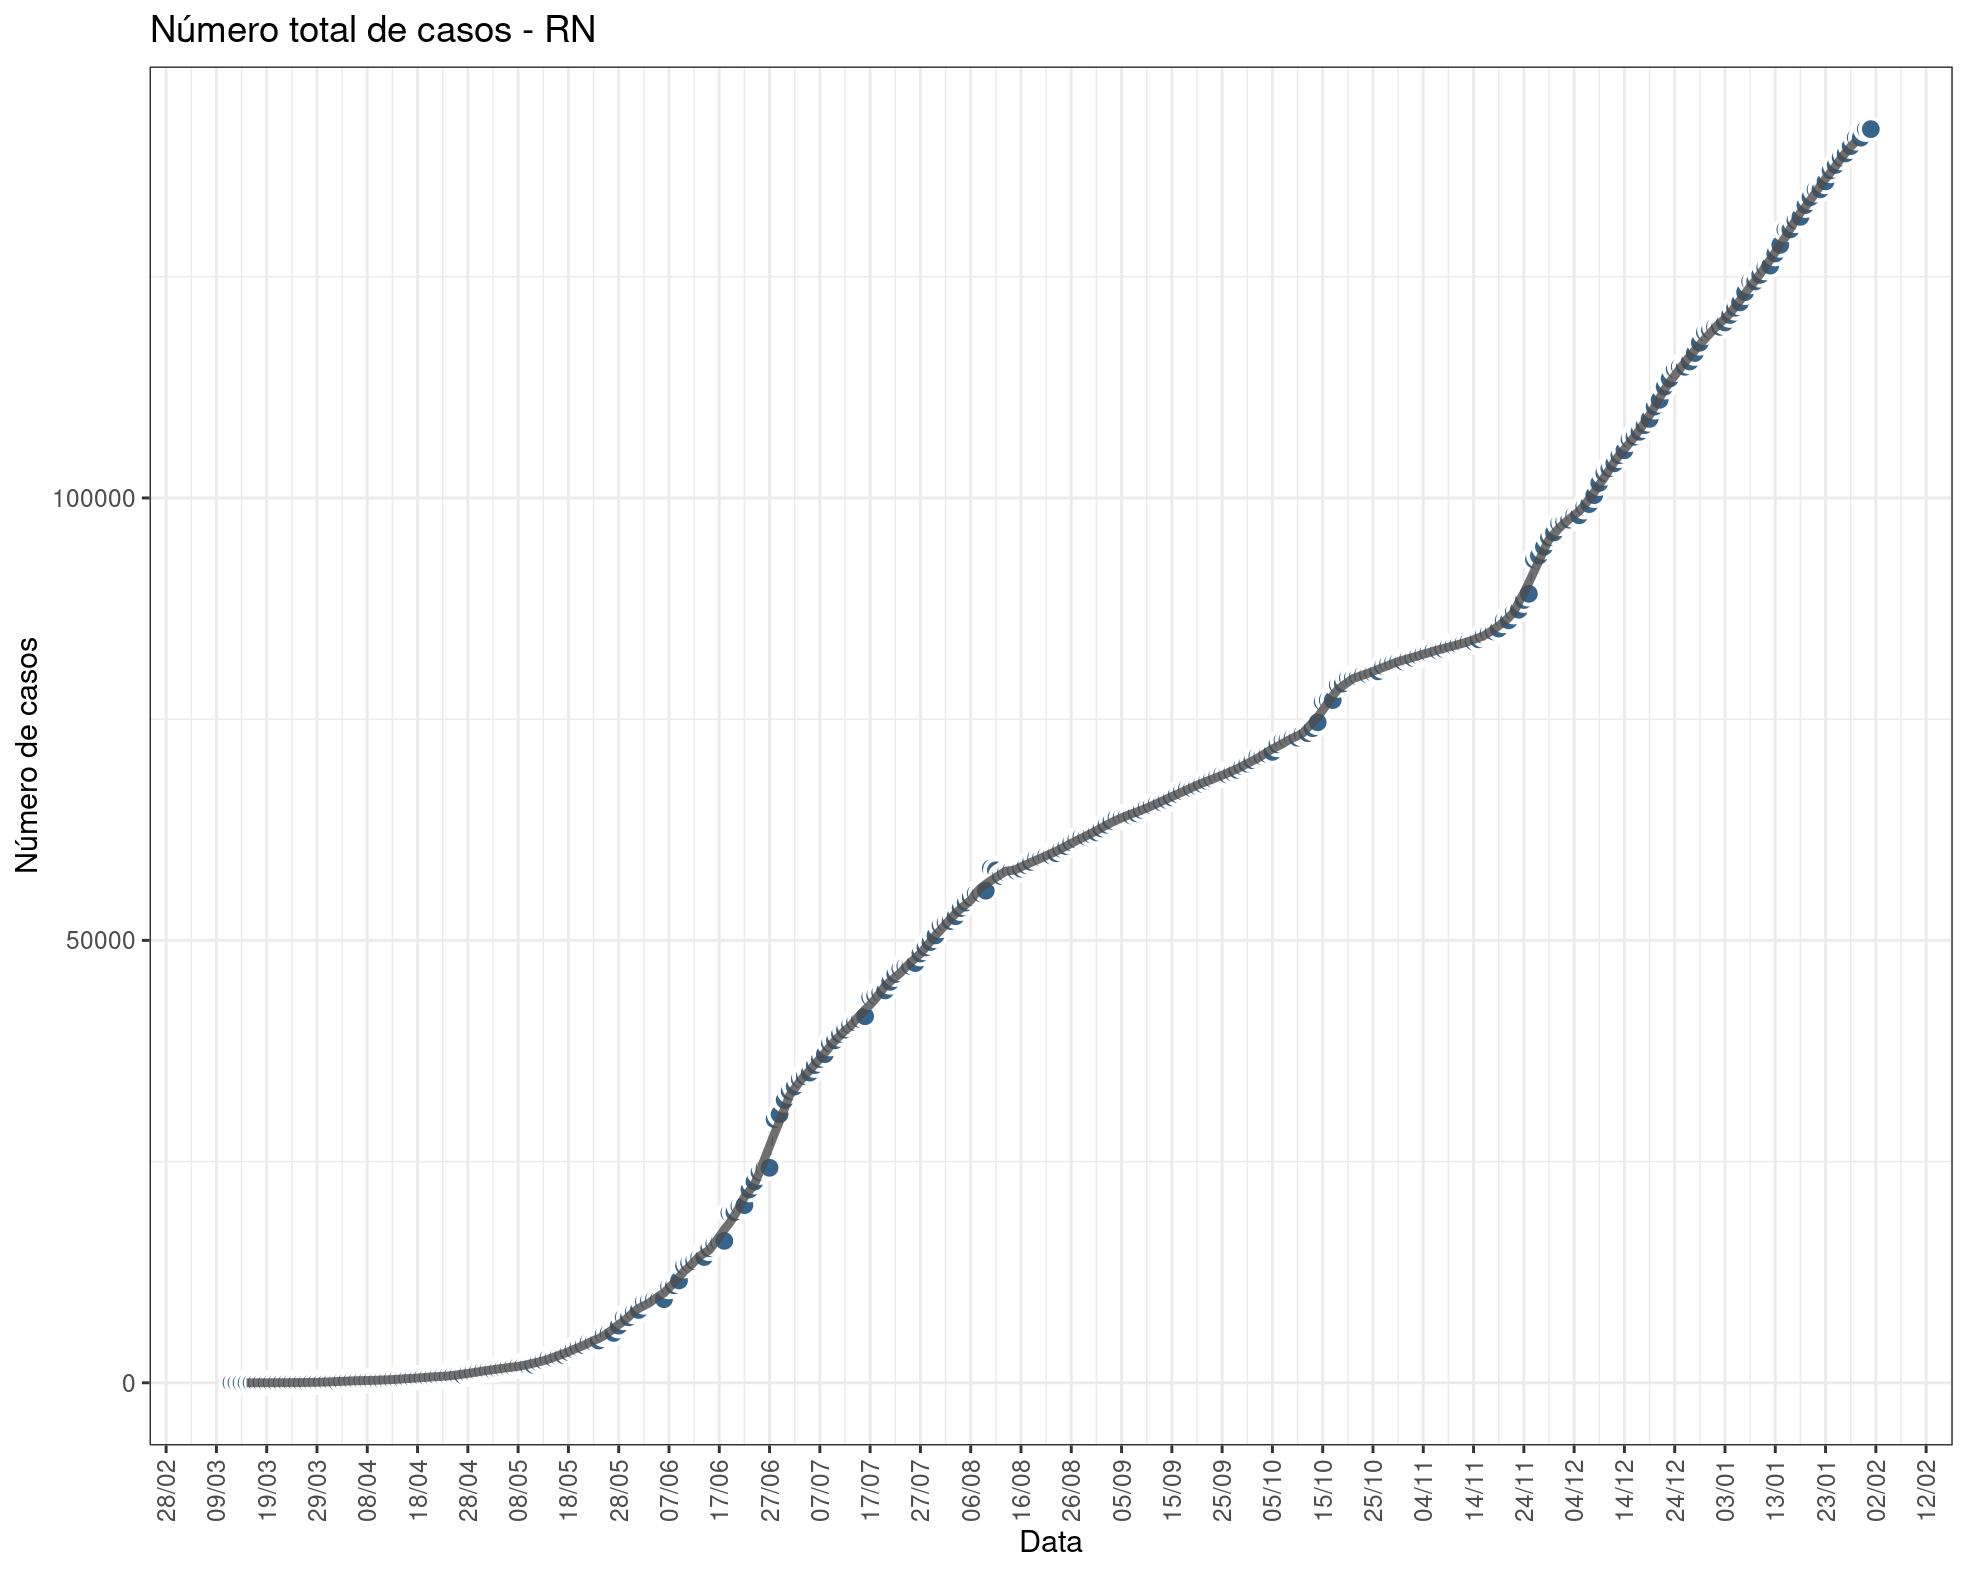 Número total de casos - RN
Número de casos
100000
50000
0
28/02 09/03 19/03 29/03 08/04 18/04 28/04 08/05 18/05 28/05 07/06 17/06 27/06 07/07 17/07 27/07 06/08 16/08 26/08 05/09 15/09 25/09 05/10 15/10 25/10 04/11 14/11 24/11 04/12 14/12 24/12 03/01 13/01 23/01 02/02 12/02
Data